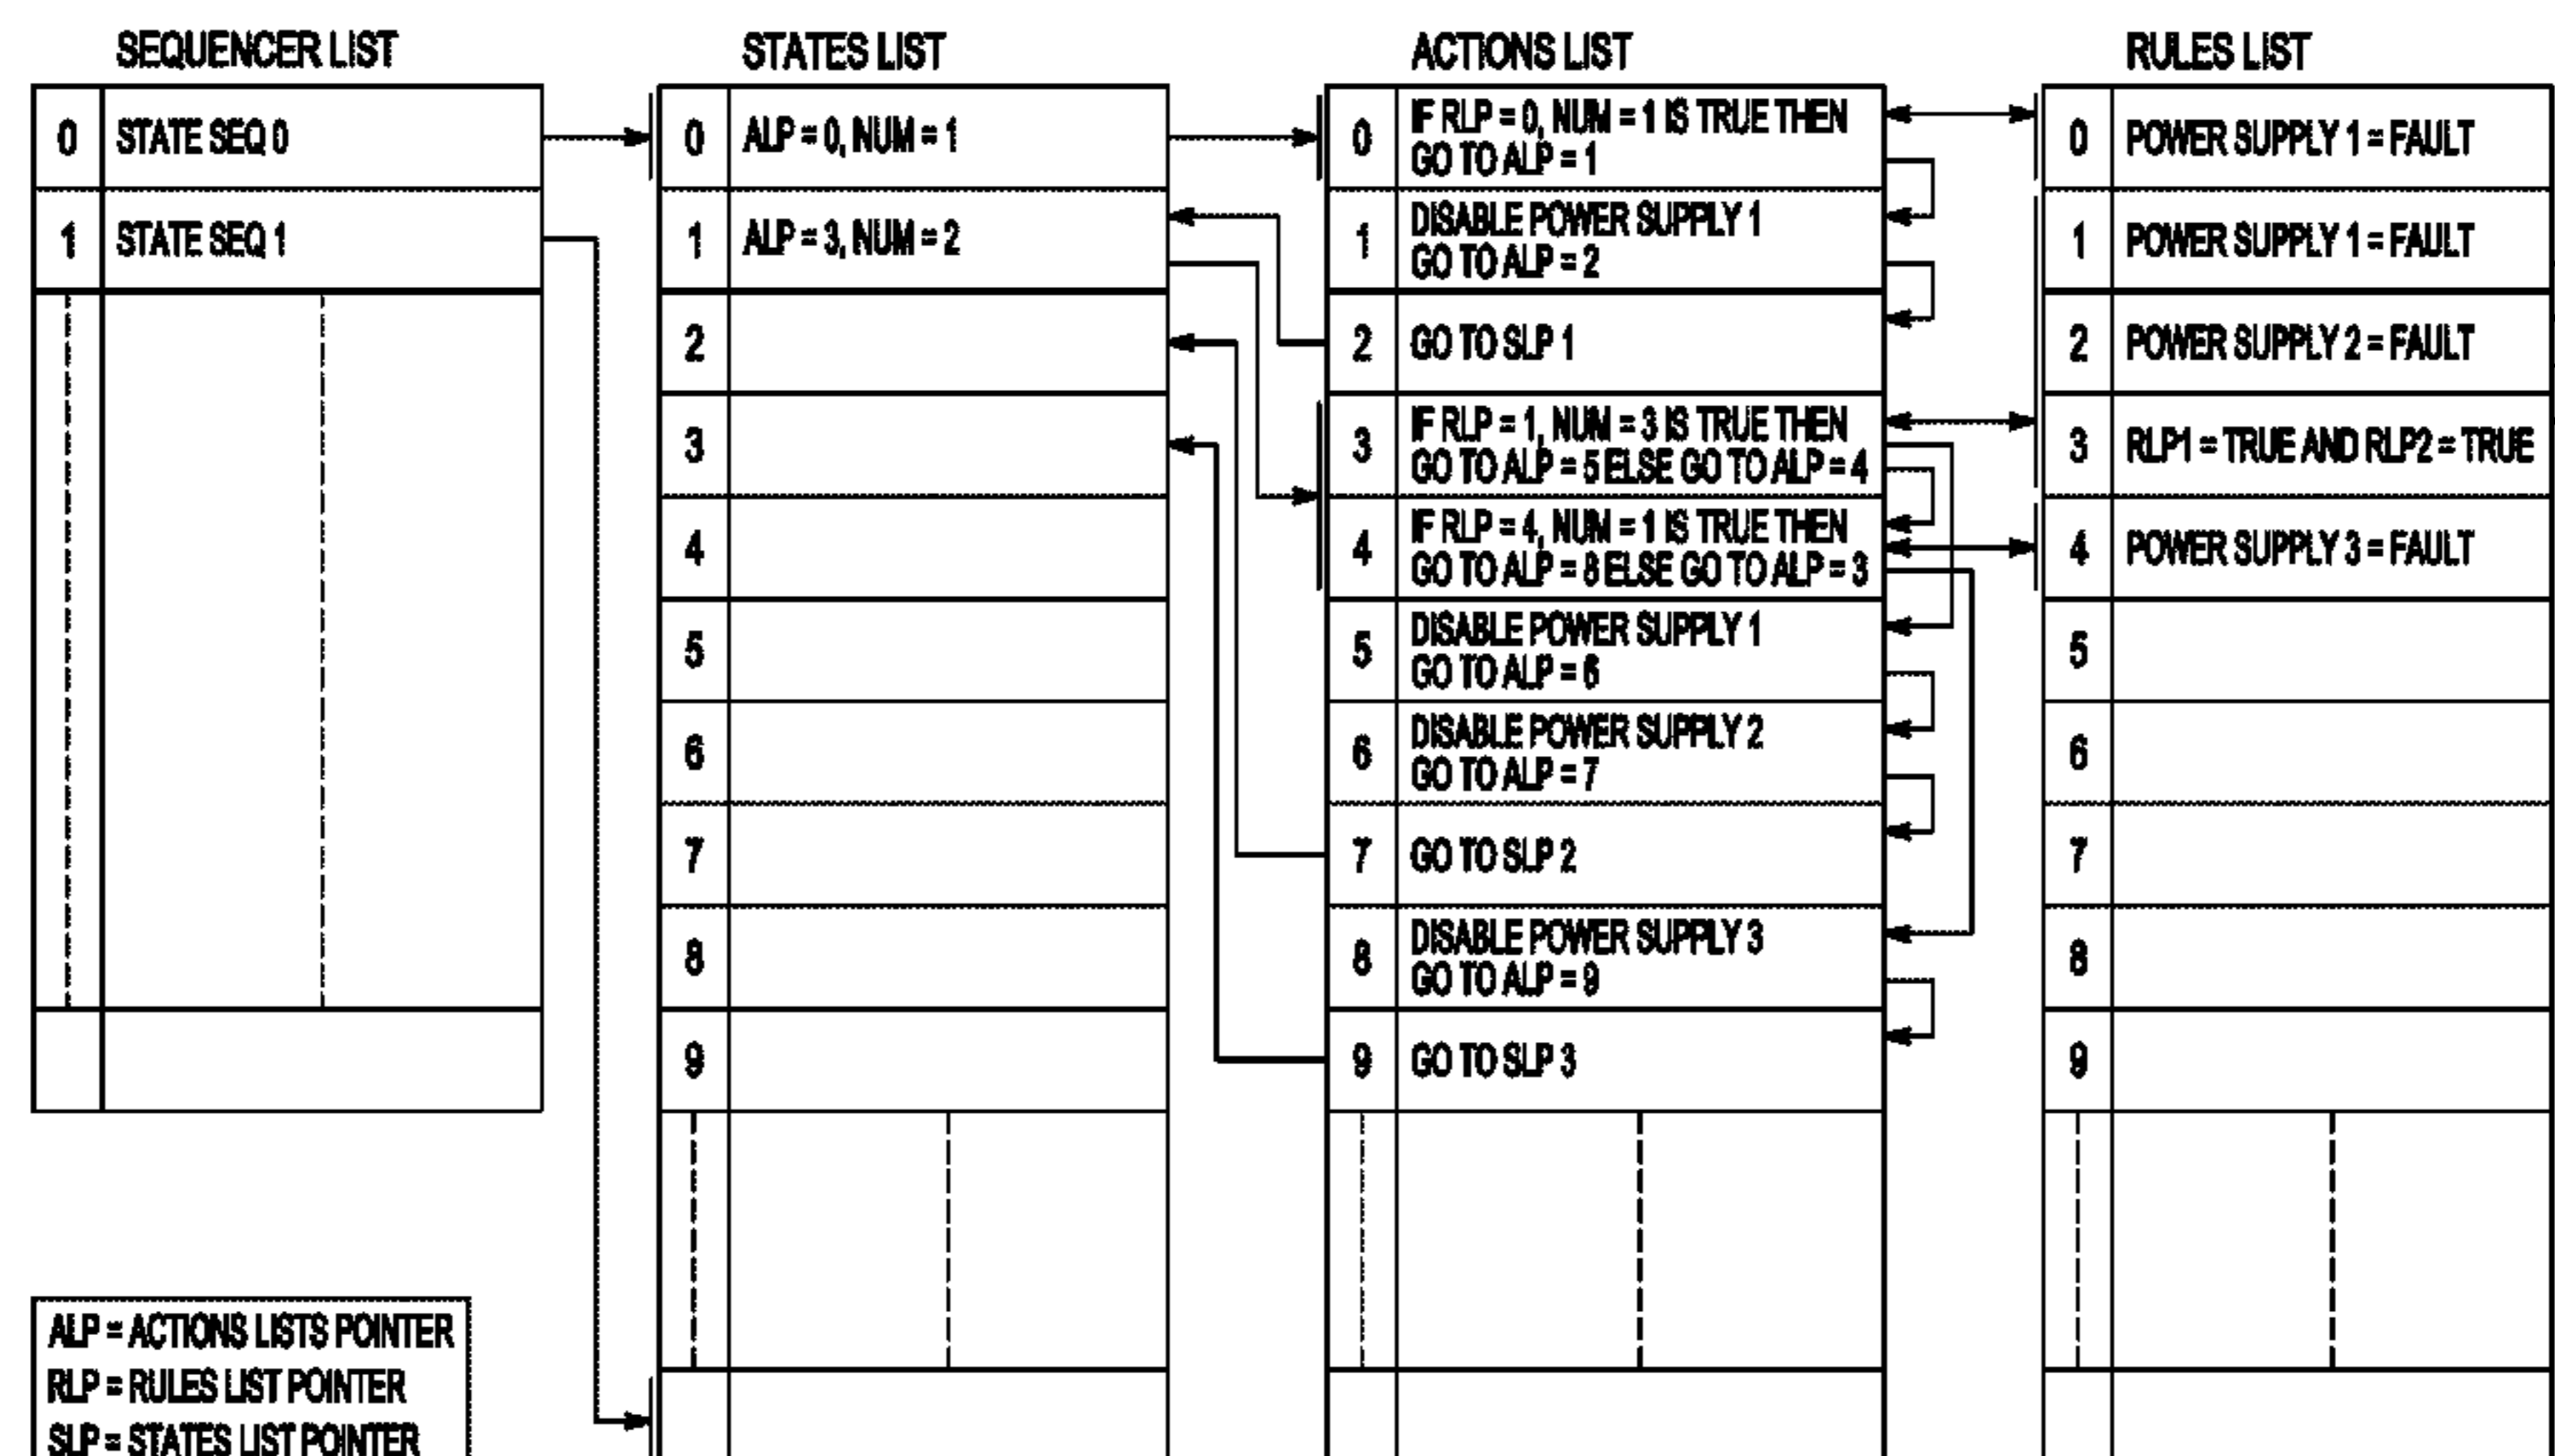 SEQUENCER LIST
0
STATE SEQ 0
1
STATE SEQ 1
STATES LIST
0
ALP = 0, NUM = 1
1
ALP = 3, NUM = 2
2
3
4
5
6
7
8
9
ACTIONS LIST
0
IF RLP = 0, NUM = 1 IS TRUE THEN
GO TO ALP = 1
1
DISABLE POWER SUPPLY 1
GO TO ALP = 2
2
GO TO SLP 1
3
IF RLP = 1, NUM = 3 IS TRUE THEN
GO TO ALP = 5 ELSE GO TO ALP = 4
4
IF RLP = 4, NUM = 1 IS TRUE THEN
GO TO ALP = 8 ELSE GO TO ALP = 3
5
DISABLE POWER SUPPLY 1
GO TO ALP = 6
6
DISABLE POWER SUPPLY 2
GO TO ALP = 7
7
GO TO SLP 2
8
DISABLE POWER SUPPLY 3
GO TO ALP = 9
9
GO TO SLP 3
RULES LIST
0
POWER SUPPLY 1 = FAULT
1
POWER SUPPLY 1 = FAULT
2
POWER SUPPLY 2 = FAULT
3
RLP1 = TRUE AND RLP2 = TRUE
4
POWER SUPPLY 3 = FAULT
5
6
7
8
9
ALP = ACTIONS LISTS POINTER
RLP = RULES LIST POINTER
SLP = STATES LIST POINTER